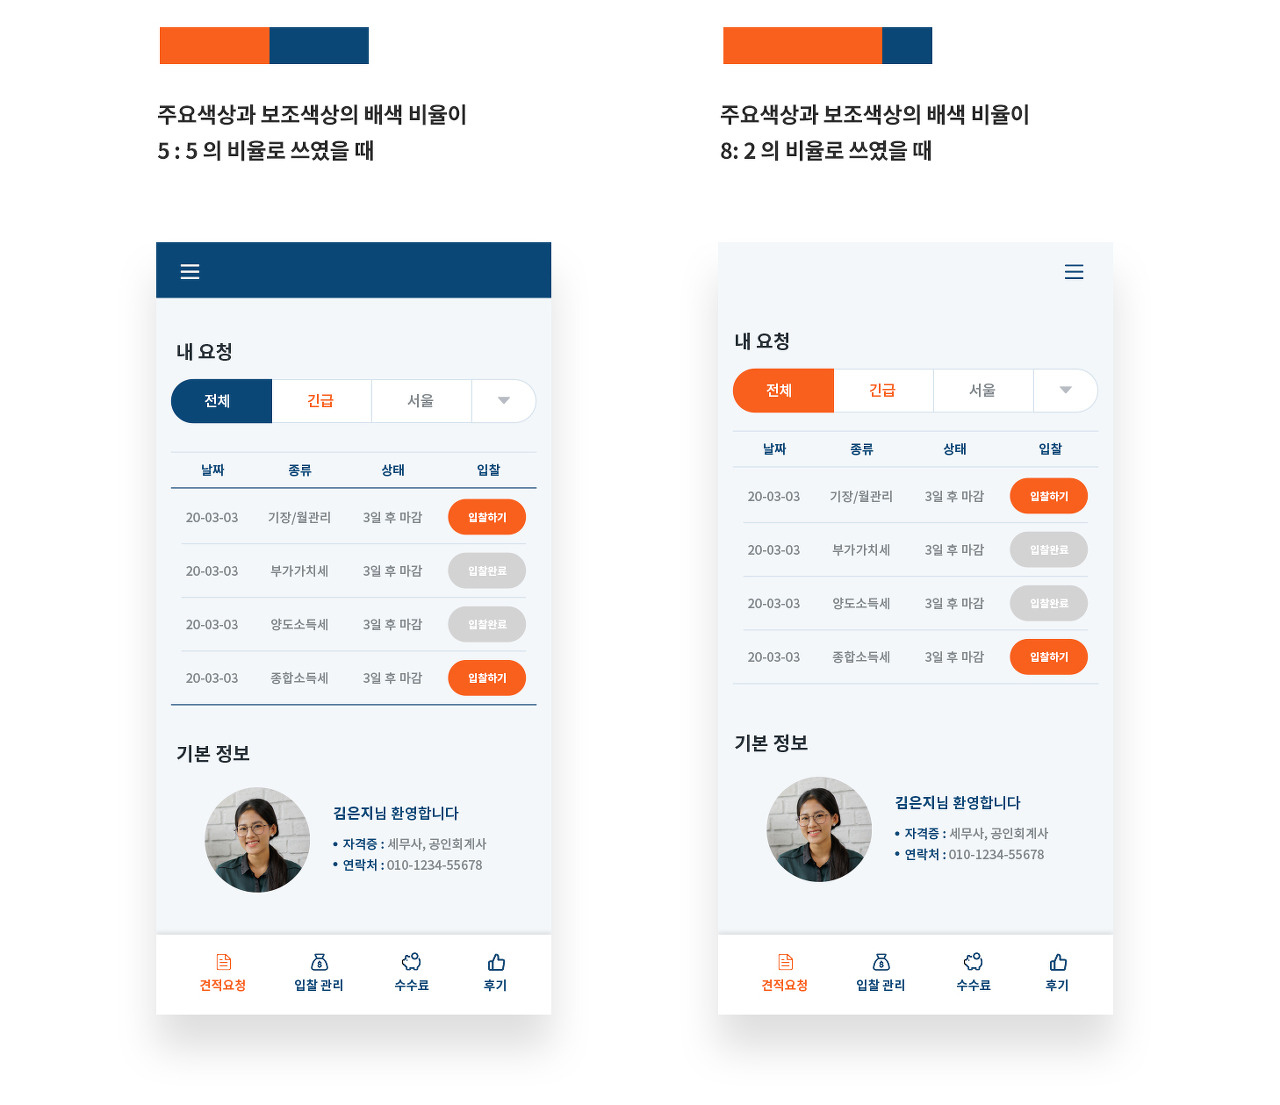 주요색상과 보조색상의 배색 비율이
5 : 5 의 비율로 쓰였을 때
내 요청
전체 긴급 서울
날짜 종류 상태 입찰
20-03-03 기장/월관리 3일 후 마감 입찰하기
20-03-03 부가가치세 3일 후 마감 입찰완료
20-03-03 양도소득세 3일 후 마감 입찰완료
20-03-03 종합소득세 3일 후 마감 입찰하기
기본 정보
김은지님 환영합니다
• 자격증 : 세무사, 공인회계사
• 연락처 : 010-1234-55678
견적요청 입찰 관리 수수료 후기
주요색상과 보조색상의 배색 비율이
8: 2 의 비율로 쓰였을 때
내 요청
전체 긴급 서울
날짜 종류 상태 입찰
20-03-03 기장/월관리 3일 후 마감 입찰하기
20-03-03 부가가치세 3일 후 마감 입찰완료
20-03-03 양도소득세 3일 후 마감 입찰완료
20-03-03 종합소득세 3일 후 마감 입찰하기
기본 정보
김은지님 환영합니다
• 자격증 : 세무사, 공인회계사
• 연락처 : 010-1234-55678
견적요청 입찰 관리 수수료 후기